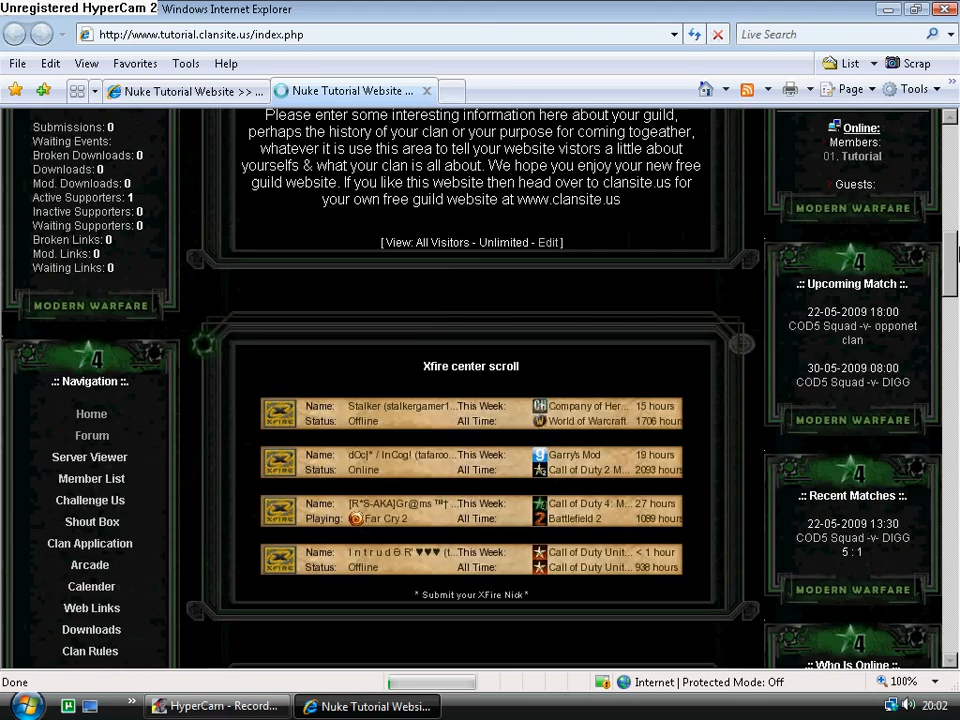 Unregistered HyperCam 2 Windows Internet Explorer
http://www.tutorial.clansite.us/index.php
Live Search
File Edit View Favorites Tools Help
List Scrap
Nuke Tutorial Website >> ...
Nuke Tutorial Website ...
Page Tools
Submissions: 0
Waiting Events:
Broken Downloads: 0
Downloads: 0
Mod. Downloads: 0
Active Supporters: 1
Inactive Supporters: 0
Waiting Supporters: 0
Broken Links: 0
Mod. Links: 0
Waiting Links: 0
MODERN WARFARE
4
.:: Navigation ::.
Home
Forum
Server Viewer
Member List
Challenge Us
Shout Box
Clan Application
Arcade
Calender
Web Links
Downloads
Clan Rules
Please enter some interesting information here about your guild,
perhaps the history of your clan or your purpose for coming togeather,
whatever it is use this area to tell your website vistors a little about
yourselfs & what your clan is all about. We hope you enjoy your new free
guild website. If you like this website then head over to clansite.us for
your own free guild website at www.clansite.us
[ View: All Visitors - Unlimited - Edit ]
Xfire center scroll
Name: Stalker (stalkergamer1... This Week: Company of Her... 15 hours
Status: Offline All Time: World of Warcraft 1706 hour
Name: dOc|* / InCog! (tafaroo... This Week: Garry's Mod 19 hours
Status: Online All Time: Call of Duty 2 M... 2093 hour
Name: [R*S-AKA]Gr@ms ™† ... This Week: Call of Duty 4: M... 27 hours
Playing: Far Cry 2 All Time: Battlefield 2 1089 hour
Name: I n t r u d Θ R' ♥♥♥ (t... This Week: Call of Duty Unit... < 1 hour
Status: Offline All Time: Call of Duty Unit... 938 hours
* Submit your XFire Nick *
Online:
Members:
01. Tutorial
Guests:
MODERN WARFARE
4
.:: Upcoming Match ::.
22-05-2009 18:00
COD5 Squad -v- opponet
clan
30-05-2009 08:00
COD5 Squad -v- DIGG
MODERN WARFARE
4
.:: Recent Matches ::.
22-05-2009 13:30
COD5 Squad -v- DIGG
5 : 1
MODERN WARFARE
4
.:: Who Is Online ::.
Done
Internet | Protected Mode: Off
100%
HyperCam - Record...
Nuke Tutorial Websi...
20:02